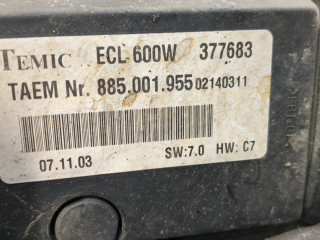 TEMIC ECL 600W 377683
TAEM Nr. 885.001.955 02140311
07.11.03 SW:7.0 HW: C7